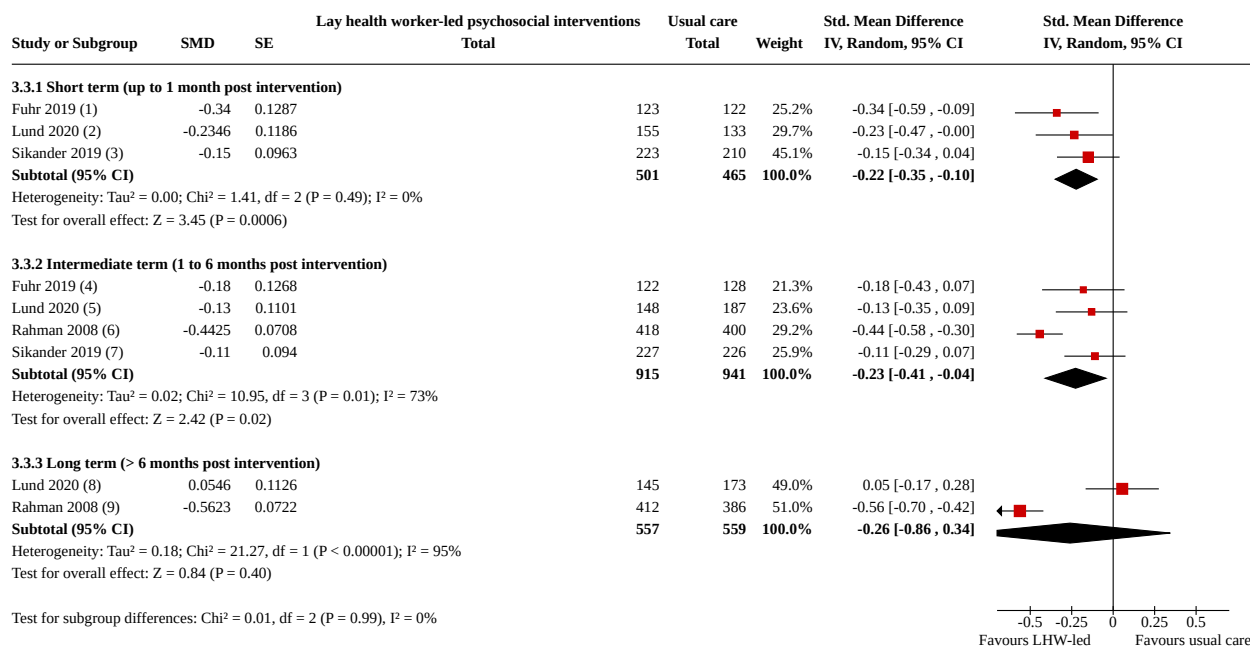 Lay health worker-led psychosocial interventions Usual care Std. Mean Difference Std. Mean Difference
Study or Subgroup SMD SE Total Total Weight IV, Random, 95% CI IV, Random, 95% CI
3.3.1 Short term (up to 1 month post intervention)
Fuhr 2019 (1) -0.34 0.1287 123 122 25.2% -0.34 [-0.59 , -0.09]
Lund 2020 (2) -0.2346 0.1186 155 133 29.7% -0.23 [-0.47 , -0.00]
Sikander 2019 (3) -0.15 0.0963 223 210 45.1% -0.15 [-0.34 , 0.04]
Subtotal (95% CI) 501 465 100.0% -0.22 [-0.35 , -0.10]
Heterogeneity: Tau² = 0.00; Chi² = 1.41, df = 2 (P = 0.49); I² = 0%
Test for overall effect: Z = 3.45 (P = 0.0006)
3.3.2 Intermediate term (1 to 6 months post intervention)
Fuhr 2019 (4) -0.18 0.1268 122 128 21.3% -0.18 [-0.43 , 0.07]
Lund 2020 (5) -0.13 0.1101 148 187 23.6% -0.13 [-0.35 , 0.09]
Rahman 2008 (6) -0.4425 0.0708 418 400 29.2% -0.44 [-0.58 , -0.30]
Sikander 2019 (7) -0.11 0.094 227 226 25.9% -0.11 [-0.29 , 0.07]
Subtotal (95% CI) 915 941 100.0% -0.23 [-0.41 , -0.04]
Heterogeneity: Tau² = 0.02; Chi² = 10.95, df = 3 (P = 0.01); I² = 73%
Test for overall effect: Z = 2.42 (P = 0.02)
3.3.3 Long term (> 6 months post intervention)
Lund 2020 (8) 0.0546 0.1126 145 173 49.0% 0.05 [-0.17 , 0.28]
Rahman 2008 (9) -0.5623 0.0722 412 386 51.0% -0.56 [-0.70 , -0.42]
Subtotal (95% CI) 557 559 100.0% -0.26 [-0.86 , 0.34]
Heterogeneity: Tau² = 0.18; Chi² = 21.27, df = 1 (P < 0.00001); I² = 95%
Test for overall effect: Z = 0.84 (P = 0.40)
Test for subgroup differences: Chi² = 0.01, df = 2 (P = 0.99), I² = 0%
-0.5 -0.25 0 0.25 0.5
Favours LHW-led Favours usual care